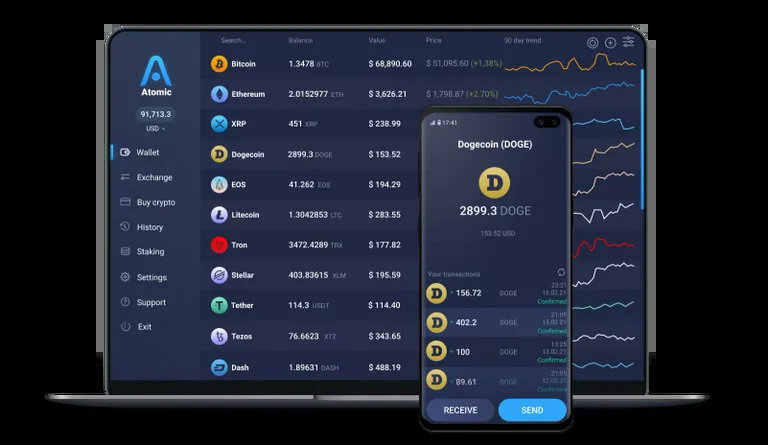 Search... Balance Value Price 30 day trend
Atomic
91,713.3
USD
Wallet
Exchange
Buy crypto
History
Staking
Settings
Support
Exit
Bitcoin 1.3478 BTC $ 68,890.60 $ 51,095.60 (+1,38%)
Ethereum 2.0152977 ETH $ 3,626.21 $ 1,798.87 (+2.70%)
XRP 451 XRP $ 238.99
Dogecoin 2899.3 DOGE $ 153.52
EOS 41.262 EOS $ 194.29
Litecoin 1.3042853 LTC $ 283.55
Tron 3472.4289 TRX $ 177.82
Stellar 403.83615 XLM $ 195.59
Tether 114.3 USDT $ 114.40
Tezos 76.6623 XTZ $ 343.65
Dash 1.89631 DASH $ 488.19
17:41
Dogecoin (DOGE)
2899.3 DOGE
153.52 USD
Your transactions
+ 156.72 DOGE
23:21
16.02.21
Confirmed
+ 402.2 DOGE
21:05
15.02.21
Confirmed
+ 100 DOGE
13:25
13.02.21
Confirmed
+ 89.61 DOGE
21:05
12.02.21
Confirmed
RECEIVE SEND